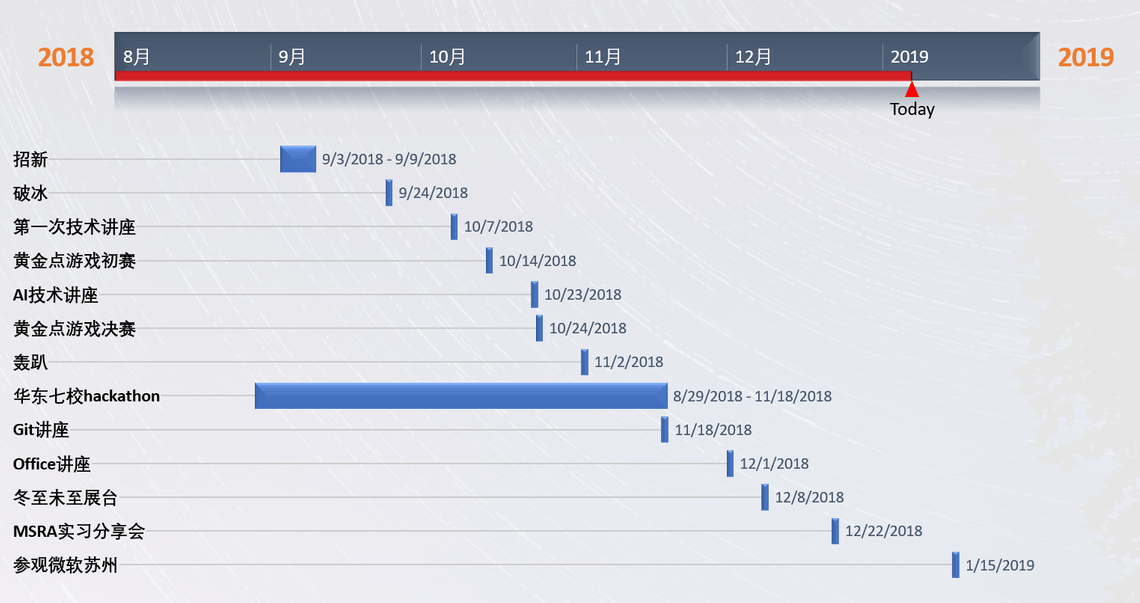 2018 8月 9月 10月 11月 12月 2019 2019
Today
招新 9/3/2018 - 9/9/2018
破冰 9/24/2018
第一次技术讲座 10/7/2018
黄金点游戏初赛 10/14/2018
AI技术讲座 10/23/2018
黄金点游戏决赛 10/24/2018
轰趴 11/2/2018
华东七校hackathon 8/29/2018 - 11/18/2018
Git讲座 11/18/2018
Office讲座 12/1/2018
冬至未至展台 12/8/2018
MSRA实习分享会 12/22/2018
参观微软苏州 1/15/2019